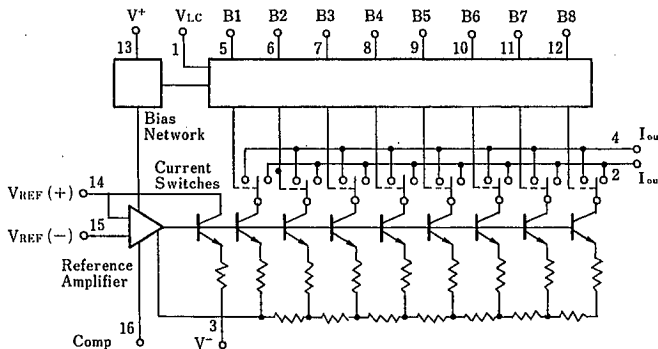 V+ VLC B1 B2 B3 B4 B5 B6 B7 B8
13 1 5 6 7 8 9 10 11 12
Bias
Network
4 Iou
Current
Switches
2 Iou
VREF (+) 14
VREF (−) 15
Reference
Amplifier
16 3
Comp V−